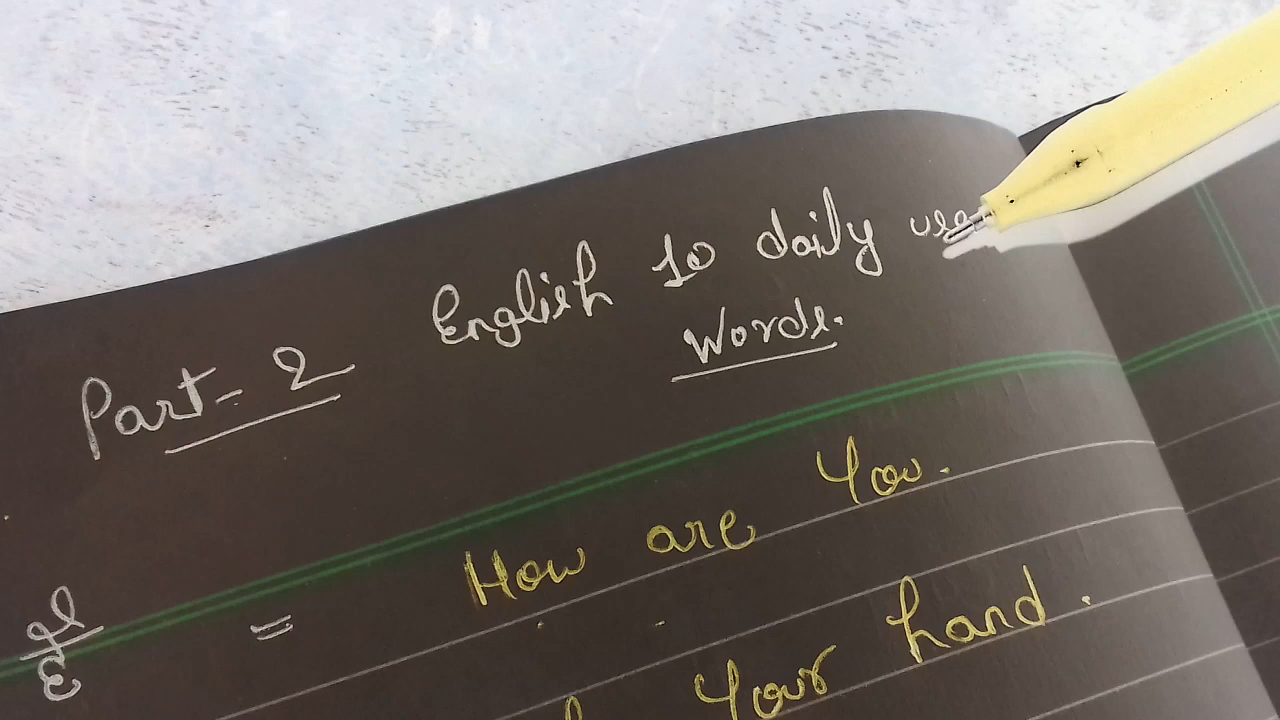 English 10 daily use
Words.
Part-2
= How are You.
Your hand.